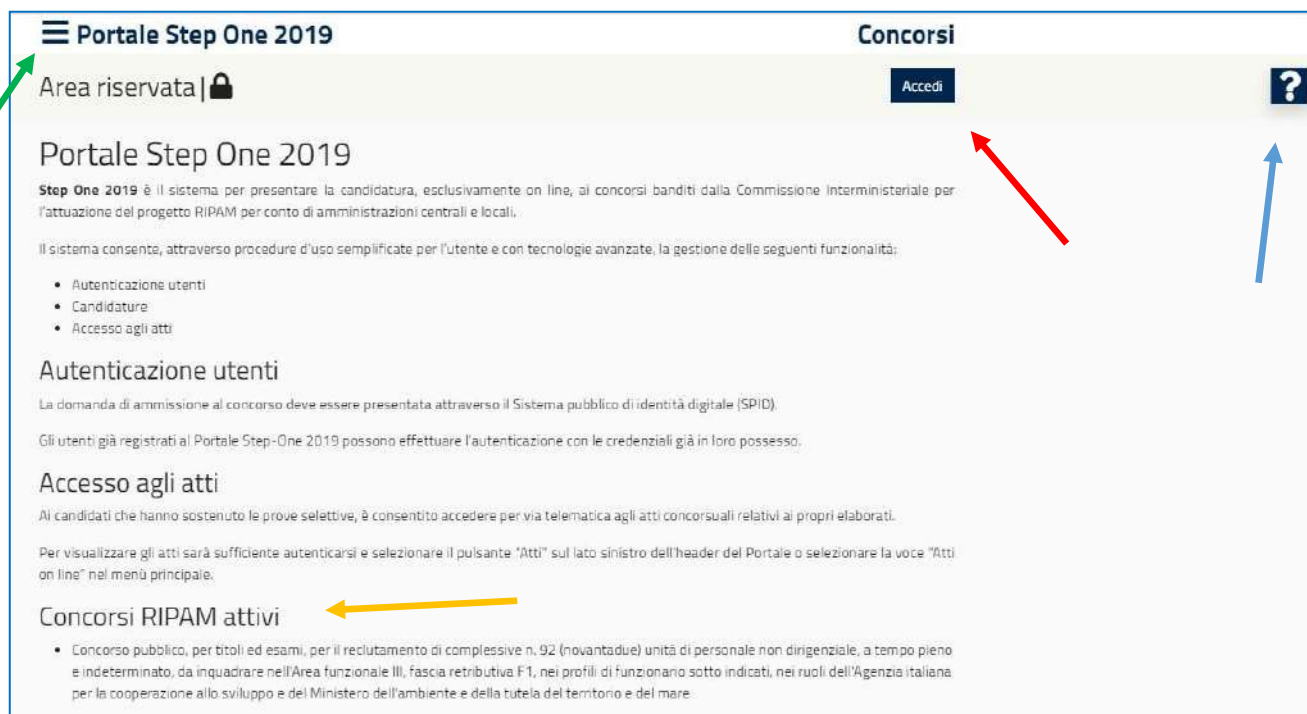 Portale Step One 2019
Concorsi
Area riservata |
Accedi
?
Portale Step One 2019
Step One 2019 è il sistema per presentare la candidatura, esclusivamente on line, ai concorsi banditi dalla Commissione Interministeriale per
l'attuazione del progetto RIPAM per conto di amministrazioni centrali e locali.
Il sistema consente, attraverso procedure d'uso semplificate per l'utente e con tecnologie avanzate, la gestione delle seguenti funzionalità:
• Autenticazione utenti
• Candidature
• Accesso agli atti
Autenticazione utenti
La domanda di ammissione al concorso deve essere presentata attraverso il Sistema pubblico di identità digitale (SPID).
Gli utenti già registrati al Portale Step-One 2019 possono effettuare l'autenticazione con le credenziali già in loro possesso.
Accesso agli atti
Ai candidati che hanno sostenuto le prove selettive, è consentito accedere per via telematica agli atti concorsuali relativi ai propri elaborati.
Per visualizzare gli atti sarà sufficiente autenticarsi e selezionare il pulsante "Atti" sul lato sinistro dell'header del Portale o selezionare la voce "Atti
on line" nel menù principale.
Concorsi RIPAM attivi
• Concorso pubblico, per titoli ed esami, per il reclutamento di complessive n. 92 (novantadue) unità di personale non dirigenziale, a tempo pieno
e indeterminato, da inquadrare nell'Area funzionale III, fascia retributiva F1, nei profili di funzionario sotto indicati, nei ruoli dell'Agenzia italiana
per la cooperazione allo sviluppo e del Ministero dell'ambiente e della tutela del territorio e del mare